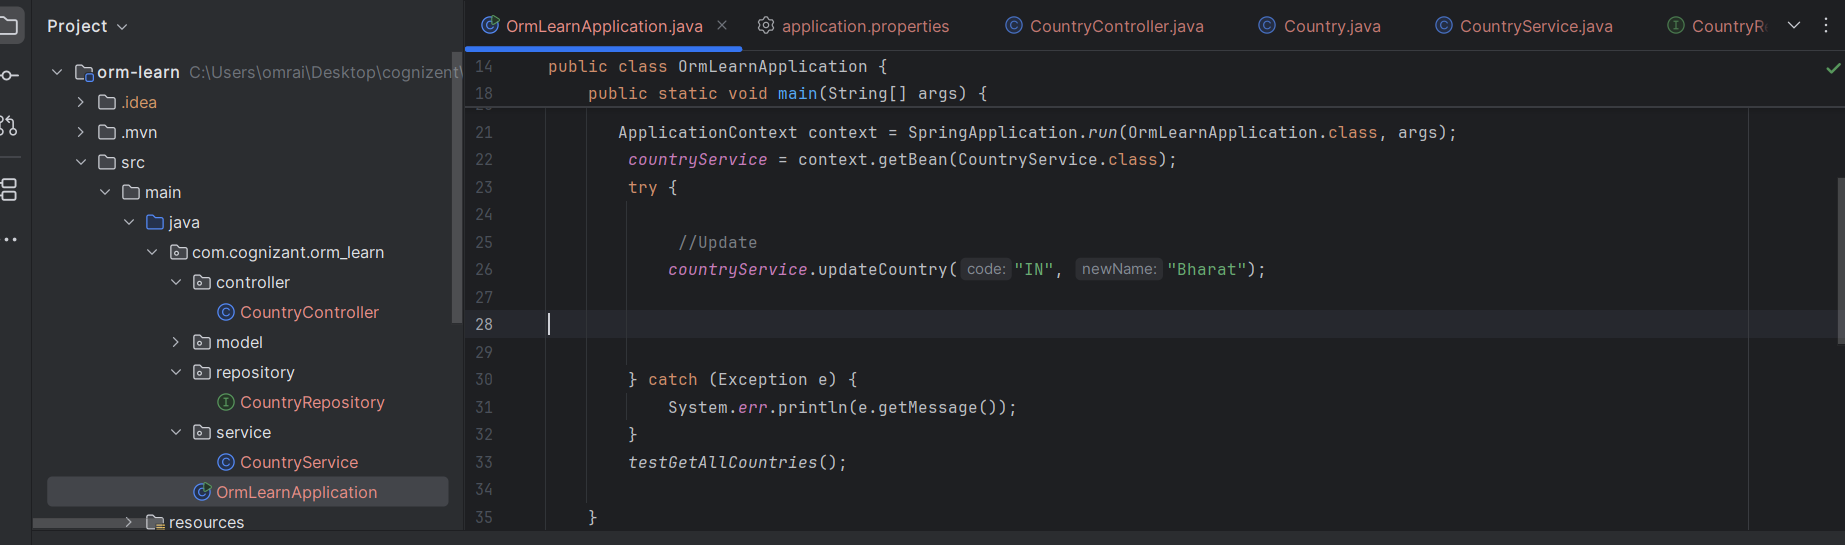 Project
orm-learn C:\Users\omrai\Desktop\cognizant\
.idea
.mvn
src
main
java
com.cognizant.orm_learn
controller
CountryController
model
repository
CountryRepository
service
CountryService
OrmLearnApplication
resources
OrmLearnApplication.java application.properties CountryController.java Country.java CountryService.java CountryR
14 public class OrmLearnApplication {
18 public static void main(String[] args) {
21 ApplicationContext context = SpringApplication.run(OrmLearnApplication.class, args);
22 countryService = context.getBean(CountryService.class);
23 try {
24
25 //Update
26 countryService.updateCountry( code: "IN", newName: "Bharat");
27
28
29
30 } catch (Exception e) {
31 System.err.println(e.getMessage());
32 }
33 testGetAllCountries();
34
35 }